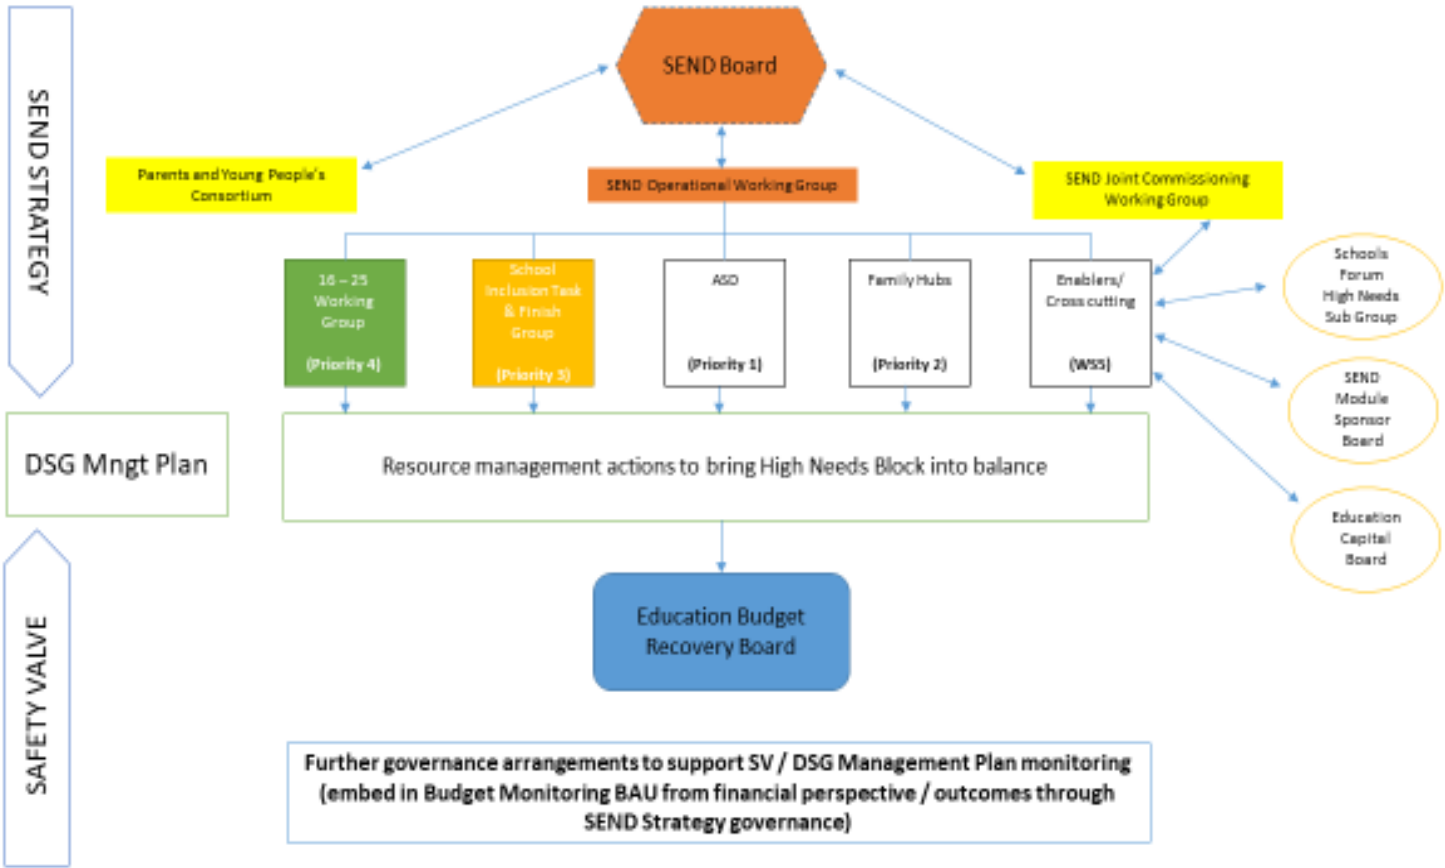 SEND STRATEGY
SEND Board
Parents and Young People's
Consortium
SEND Operational Working Group
SEND Joint Commissioning
Working Group
16 – 25
Working
Group
(Priority 4)
School
Inclusion Task
& Finish
Group
(Priority 3)
ASD
(Priority 1)
Family Hubs
(Priority 2)
Enablers/
Cross cutting
(WS5)
Schools
Forum
High Needs
Sub Group
SEND
Module
Sponsor
Board
Education
Capital
Board
DSG Mngt Plan
Resource management actions to bring High Needs Block into balance
SAFETY VALVE
Education Budget
Recovery Board
Further governance arrangements to support SV / DSG Management Plan monitoring
(embed in Budget Monitoring BAU from financial perspective / outcomes through
SEND Strategy governance)